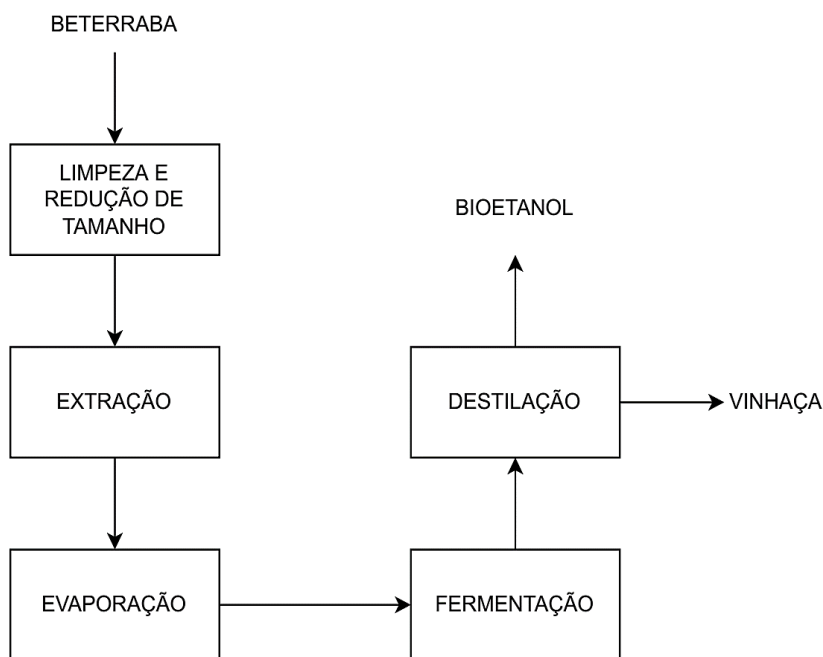 BETERRABA
LIMPEZA E
REDUÇÃO DE
TAMANHO
EXTRAÇÃO
EVAPORAÇÃO
FERMENTAÇÃO
DESTILAÇÃO
BIOETANOL
VINHAÇA